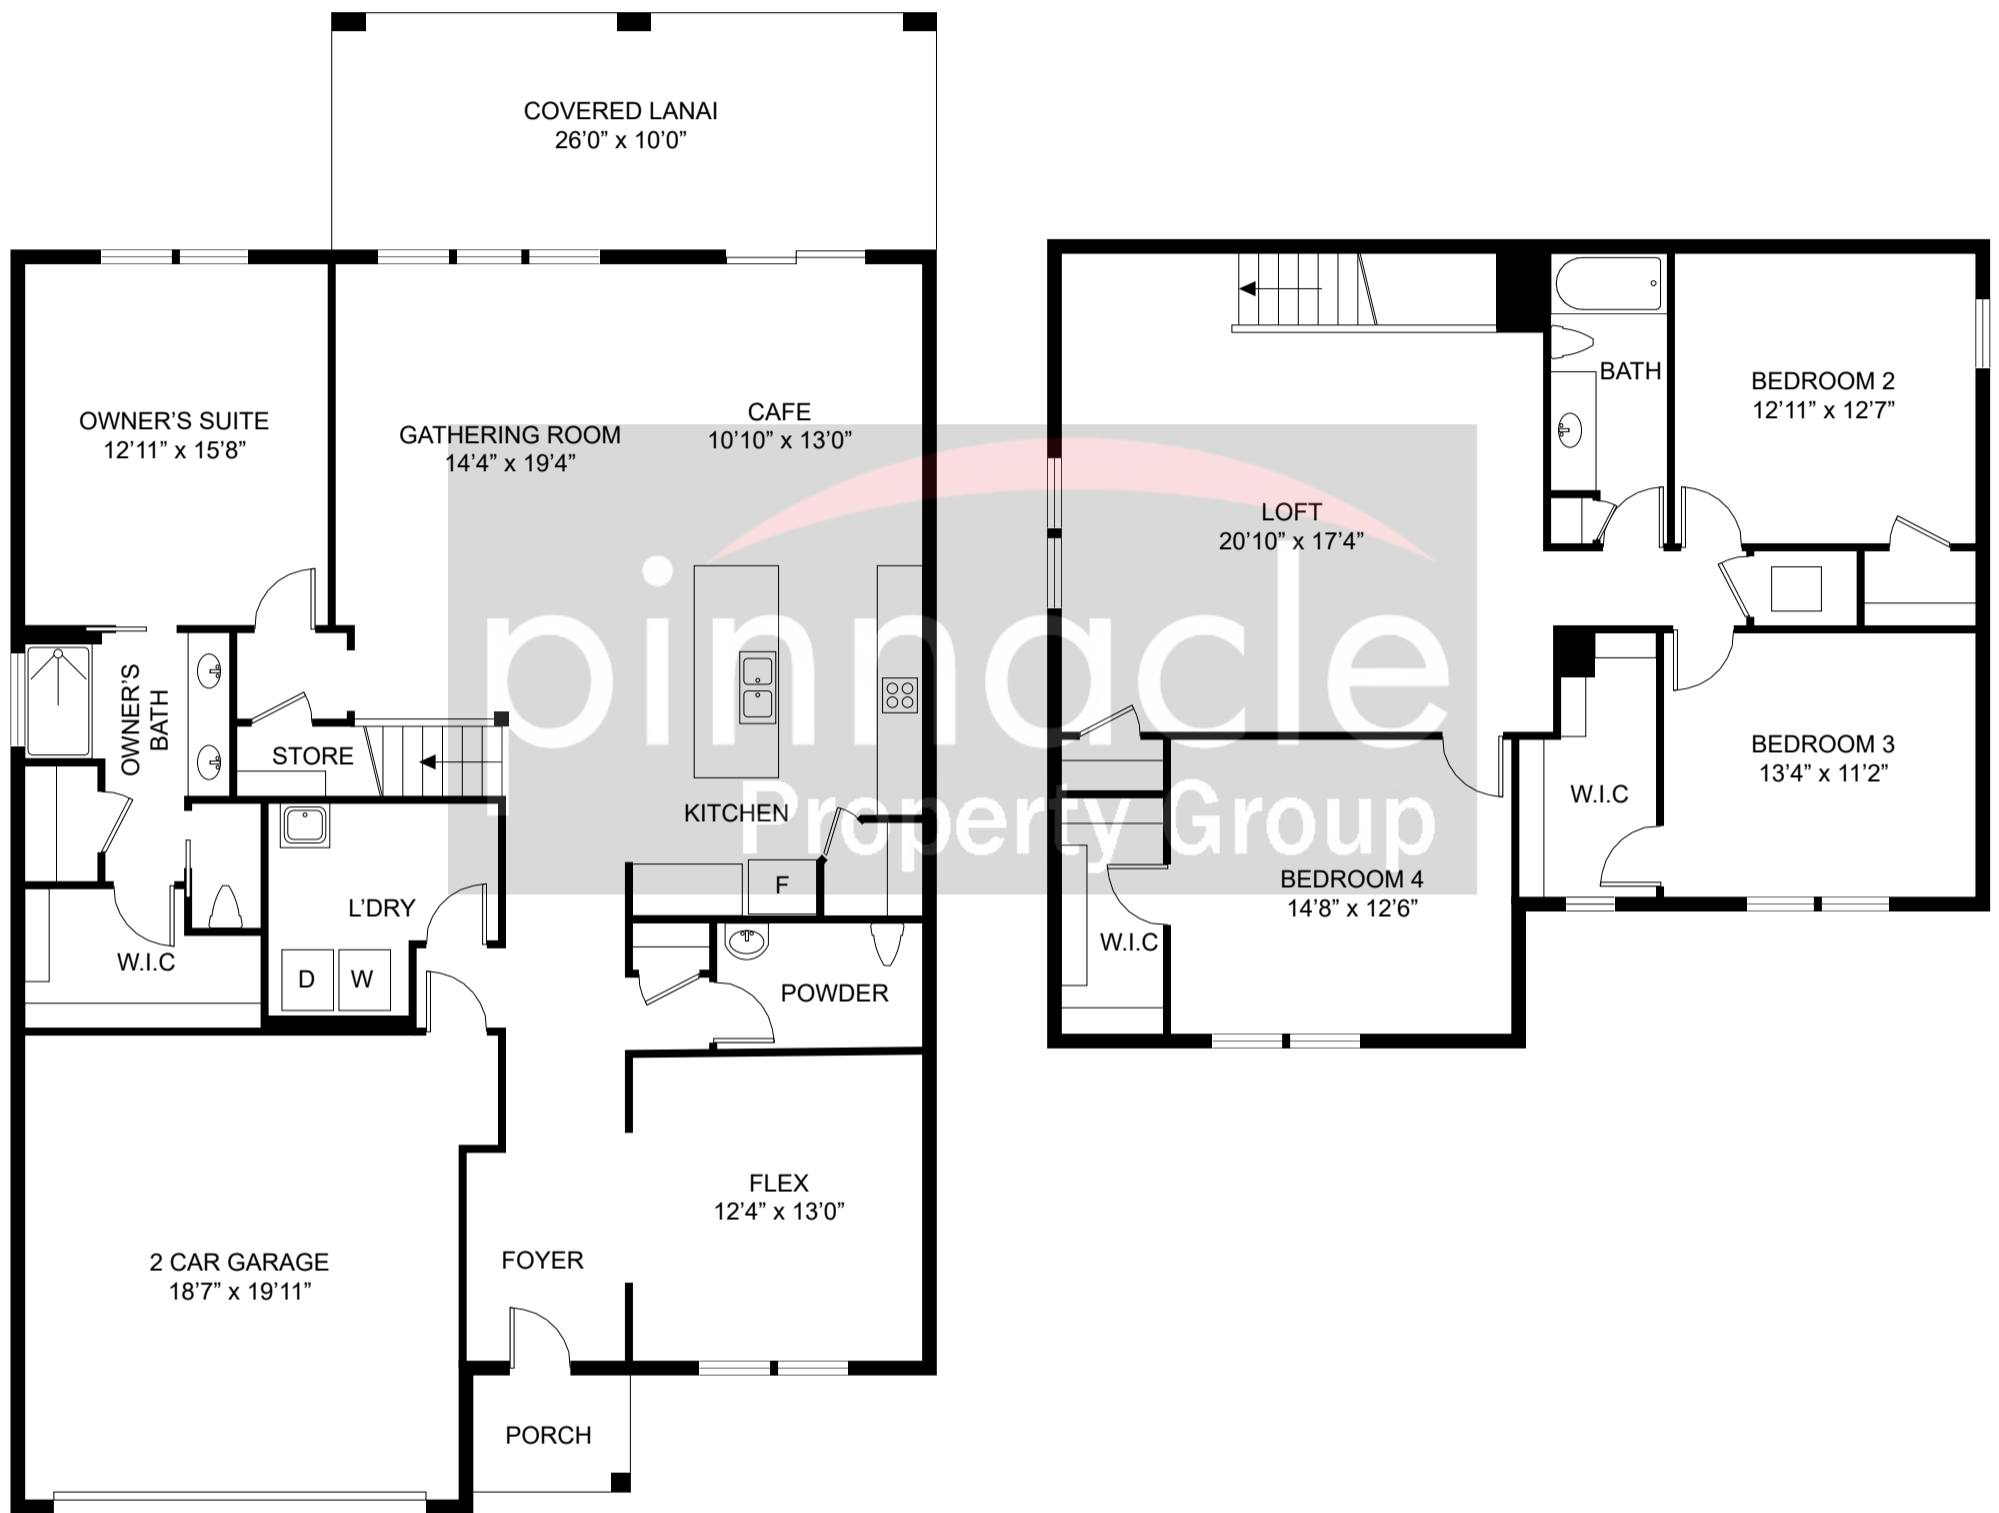 COVERED LANAI
26’0” x 10’0”
OWNER’S SUITE
12’11” x 15’8”
GATHERING ROOM
14’4” x 19’4”
CAFE
10’10” x 13’0”
OWNER’S
BATH
STORE
KITCHEN
F
L’DRY
D
W
W.I.C
POWDER
2 CAR GARAGE
18’7” x 19’11”
FOYER
FLEX
12’4” x 13’0”
PORCH
LOFT
20’10” x 17’4”
BATH
BEDROOM 2
12’11” x 12’7”
BEDROOM 3
13’4” x 11’2”
W.I.C
BEDROOM 4
14’8” x 12’6”
W.I.C
pinnacle
Property Group